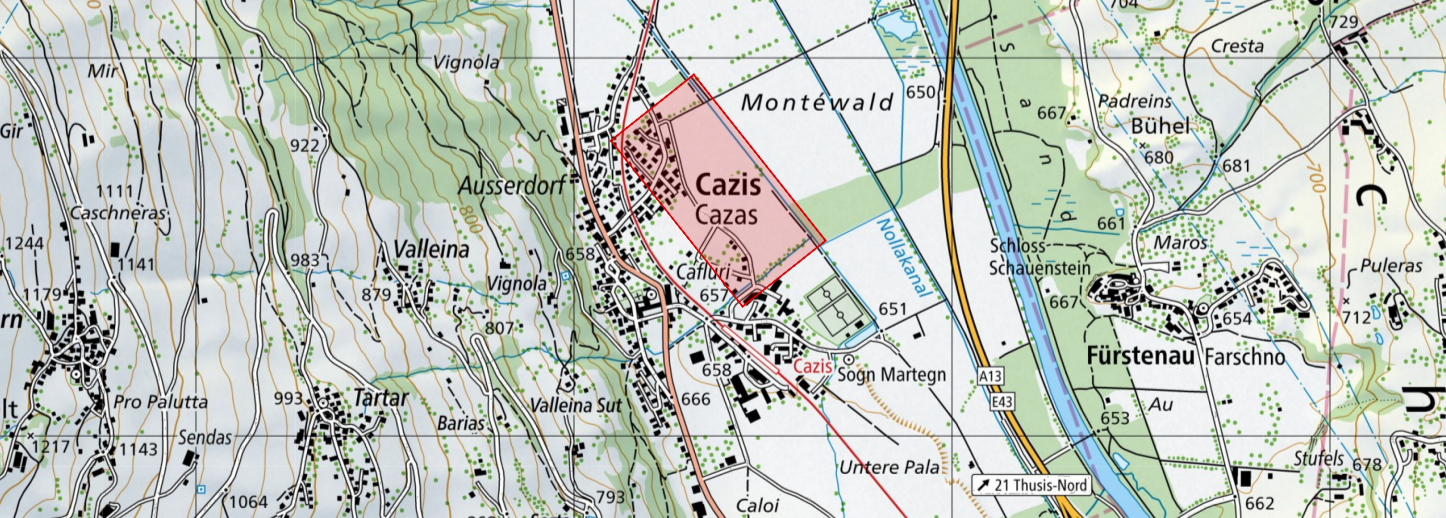 704
729
Mir
Vignola
Cresta
650
Montéwald
Padreins
667
Bühel
Gir
S
a
n
d
922
680
681
Cazis
Cazas
Ausserdorf
800
1111
700
C
Caschneras
661
1244
Valleina
983
658
Nollakanal
Schloss
Schauenstein
Maros
1141
Cafluri
Puleras
Vignola
879
657
1179
667
654
712
651
rn
807
Fürstenau
Farschno
658
Cazis
Sogn Martegn
A13
E43
993
Tartar
Pro Palutta
Valleina Sut
666
Au
lt
h
653
Barias
Sendas
1217
1143
Untere Pala
Stufels
678
21 Thusis-Nord
1064
793
Caloi
662